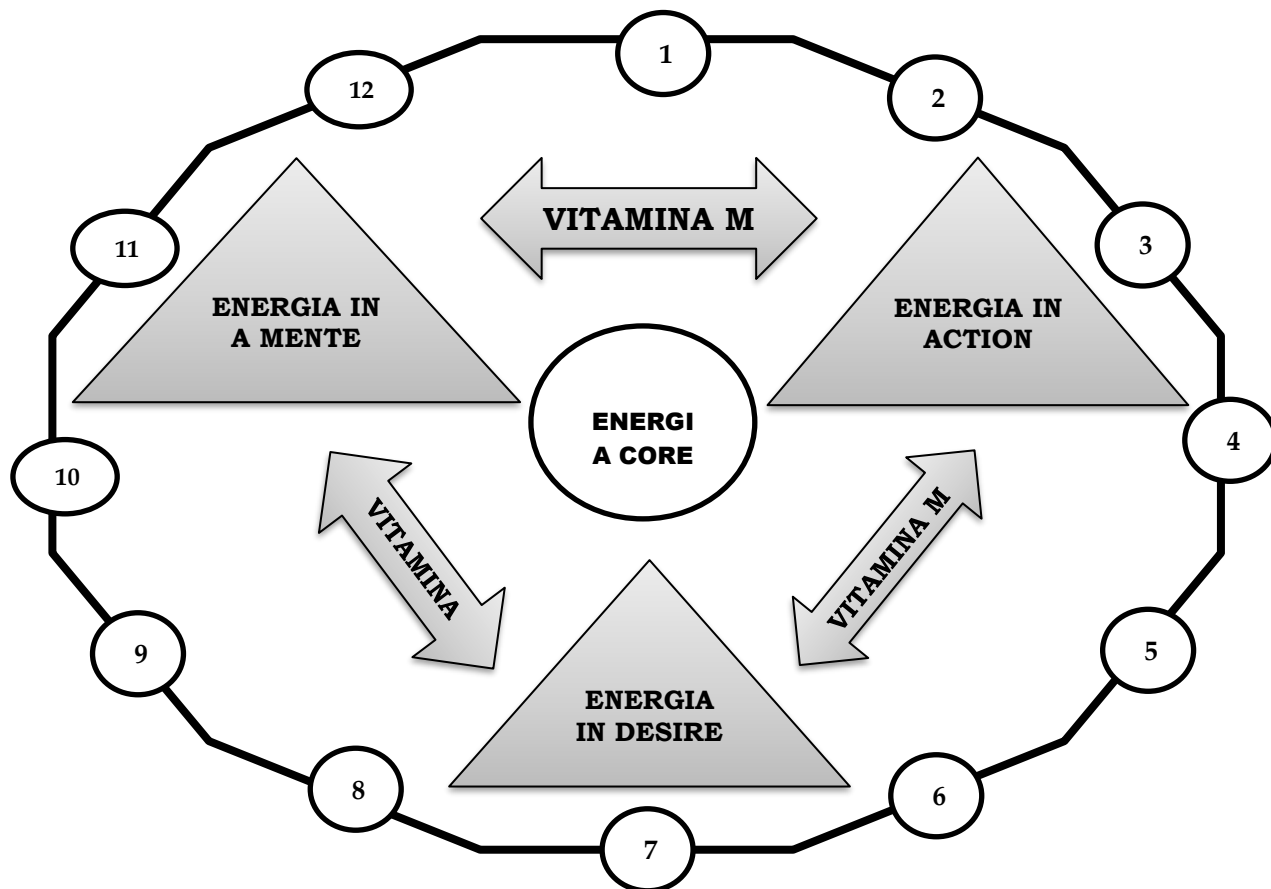 1
12
2
VITAMINA M
3
11
ENERGIA IN
A MENTE
ENERGIA IN
ACTION
ENERGI
A CORE
4
10
VITAMINA
VITAMINA M
5
9
ENERGIA
IN DESIRE
8
6
7